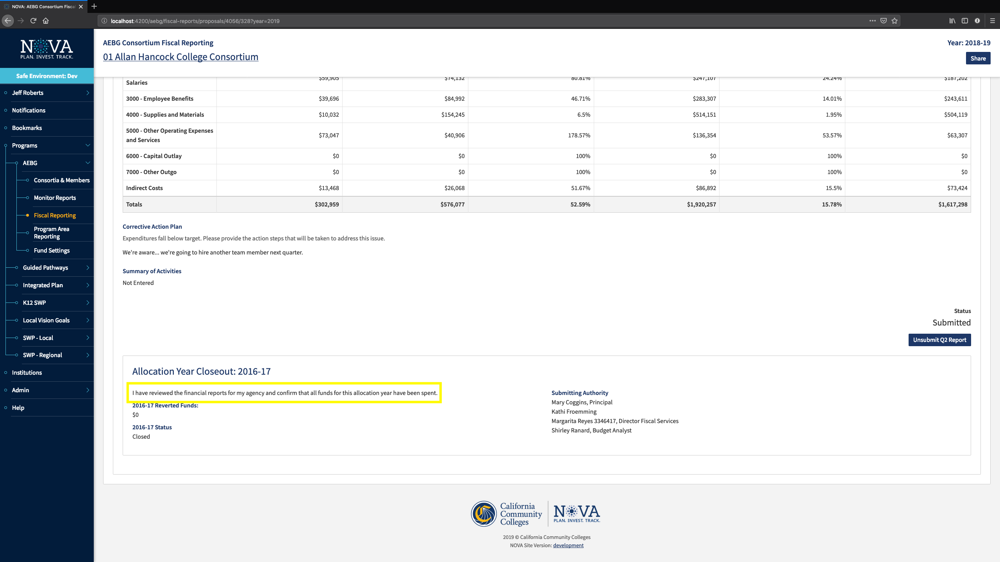 NOVA: AEBG Consortium Fisca
localhost:4200/aebg/fiscal-reports/proposals/4056/328?year=2019
NOVA
PLAN. INVEST. TRACK.
Safe Environment: Dev
Jeff Roberts
Notifications
Bookmarks
Programs
AEBG
Consortia & Members
Monitor Reports
Fiscal Reporting
Program Area
Reporting
Fund Settings
Guided Pathways
Integrated Plan
K12 SWP
Local Vision Goals
SWP - Local
SWP - Regional
Institutions
Admin
Help
AEBG Consortium Fiscal Reporting
Year: 2018-19
01 Allan Hancock College Consortium
Share
Salaries $59,905 $74,132 80.81% $247,107 24.24% $187,202
3000 - Employee Benefits $39,696 $84,992 46.71% $283,307 14.01% $243,611
4000 - Supplies and Materials $10,032 $154,245 6.5% $514,151 1.95% $504,119
5000 - Other Operating Expenses
and Services $73,047 $40,906 178.57% $136,354 53.57% $63,307
6000 - Capital Outlay $0 $0 100% $0 100% $0
7000 - Other Outgo $0 $0 100% $0 100% $0
Indirect Costs $13,468 $26,068 51.67% $86,892 15.5% $73,424
Totals $302,959 $576,077 52.59% $1,920,257 15.78% $1,617,298
Corrective Action Plan
Expenditures fall below target. Please provide the action steps that will be taken to address this issue.
We're aware... we're going to hire another team member next quarter.
Summary of Activities
Not Entered
Status
Submitted
Unsubmit Q2 Report
Allocation Year Closeout: 2016-17
I have reviewed the financial reports for my agency and confirm that all funds for this allocation year have been spent.
2016-17 Reverted Funds:
$0
2016-17 Status
Closed
Submitting Authority
Mary Coggins, Principal
Kathi Froemming
Margarita Reyes 3346417, Director Fiscal Services
Shirley Ranard, Budget Analyst
California
Community
Colleges
NOVA
PLAN. INVEST. TRACK.
2019 © California Community Colleges
NOVA Site Version: development